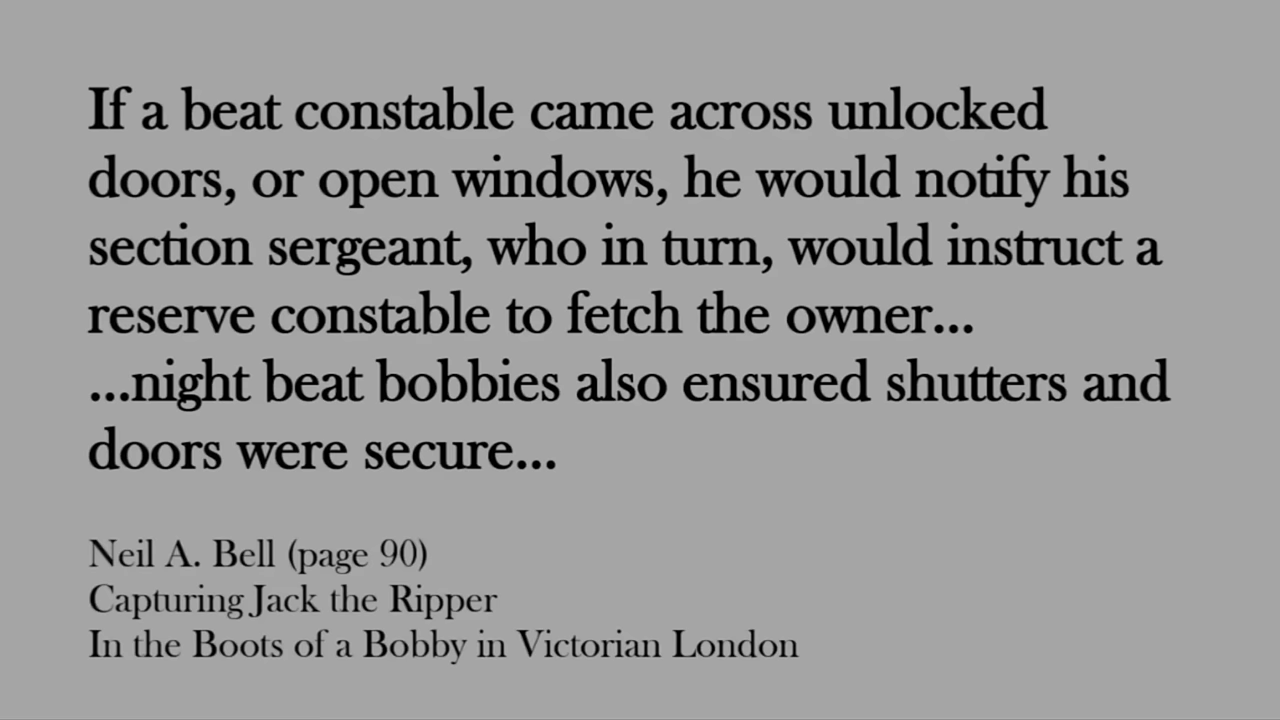 If a beat constable came across unlocked
doors, or open windows, he would notify his
section sergeant, who in turn, would instruct a
reserve constable to fetch the owner...
...night beat bobbies also ensured shutters and
doors were secure...
Neil A. Bell (page 90)
Capturing Jack the Ripper
In the Boots of a Bobby in Victorian London